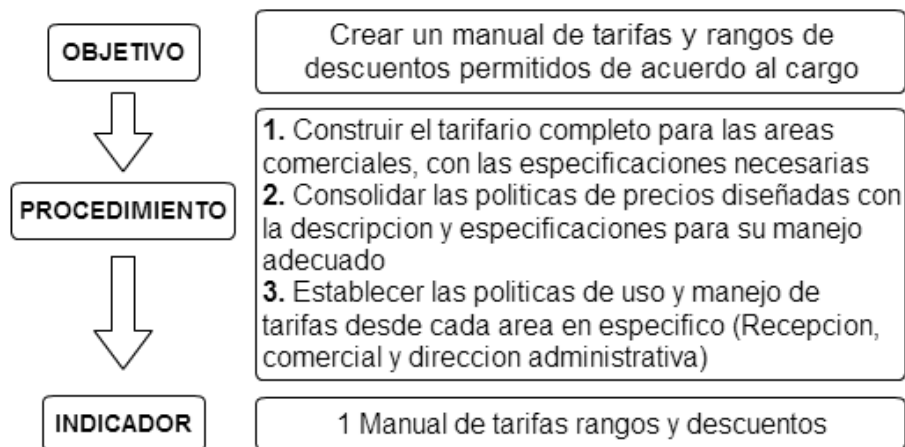 OBJETIVO
Crear un manual de tarifas y rangos de
descuentos permitidos de acuerdo al cargo
PROCEDIMIENTO
1. Construir el tarifario completo para las areas
comerciales, con las especificaciones necesarias
2. Consolidar las politicas de precios diseñadas con
la descripcion y especificaciones para su manejo
adecuado
3. Establecer las politicas de uso y manejo de
tarifas desde cada area en especifico (Recepcion,
comercial y direccion administrativa)
INDICADOR
1 Manual de tarifas rangos y descuentos